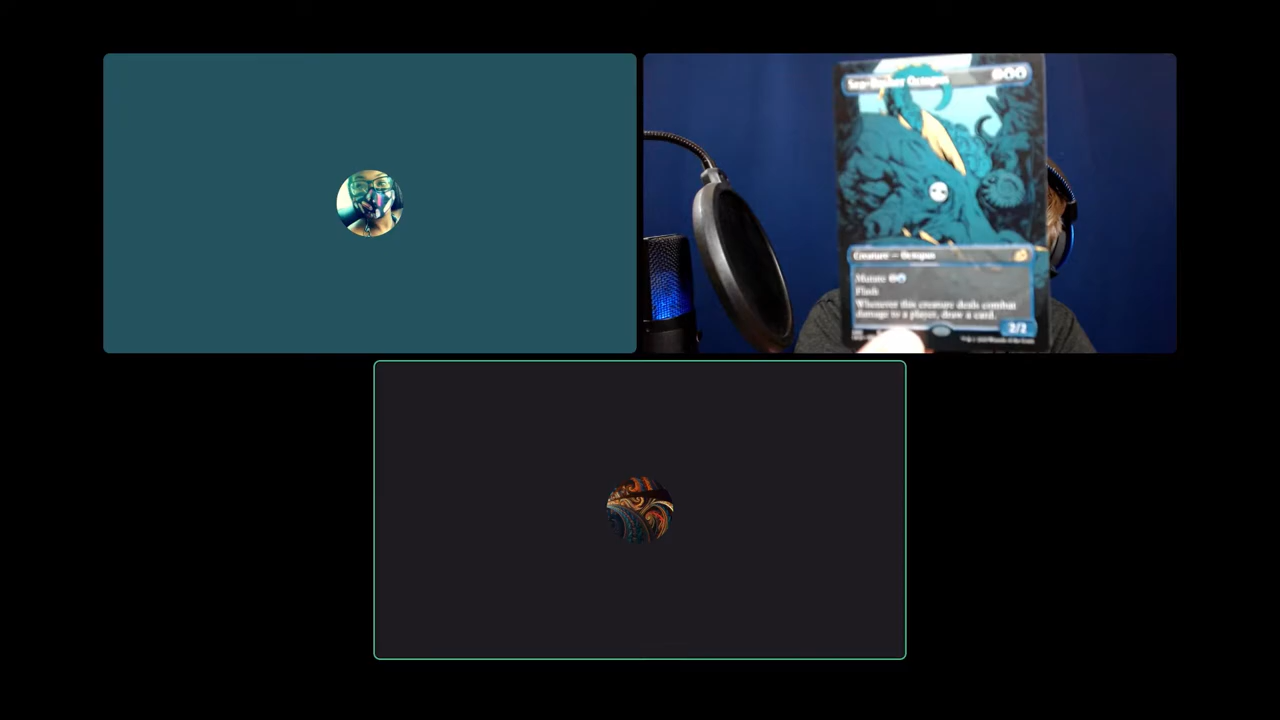 Sea-Dasher Octopus
Creature — Octopus
Mutate
Flash
Whenever this creature deals combat
damage to a player, draw a card.
2/2